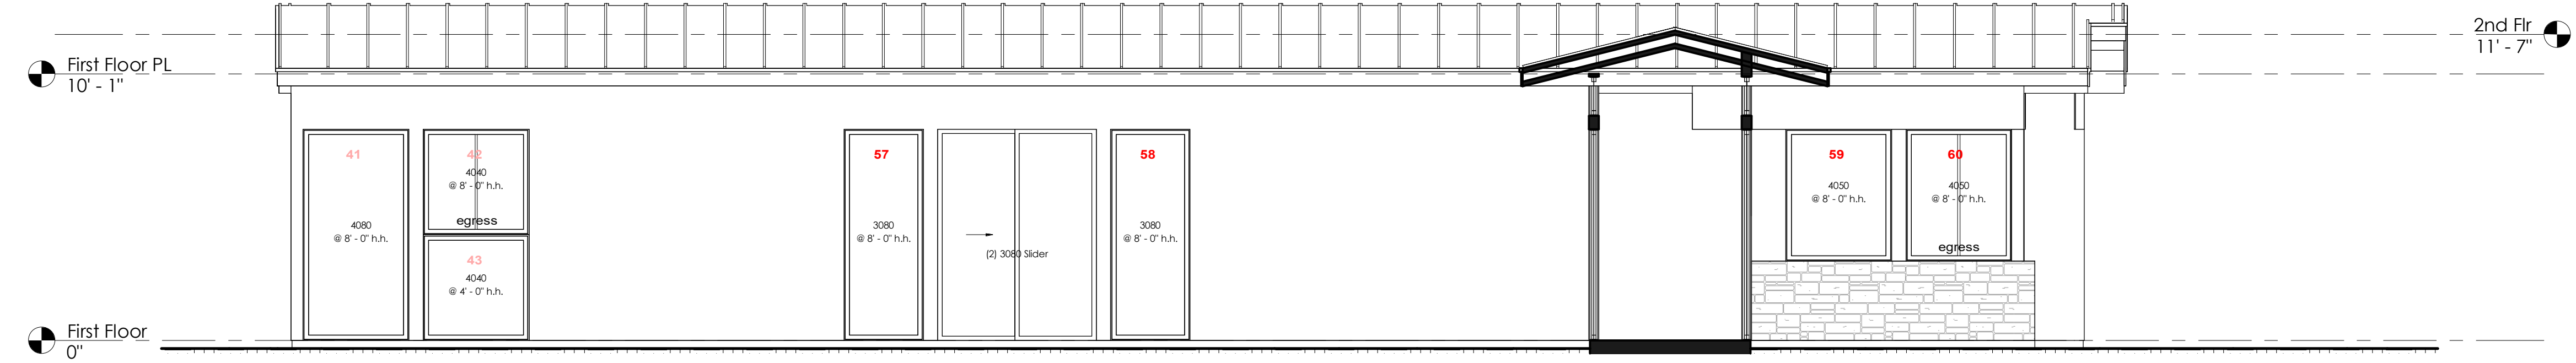 2nd Flr
11' - 7"
First Floor PL
10' - 1"
41
4080
@ 8' - 0" h.h.
42
4040
@ 8' - 0" h.h.
egress
43
4040
@ 4' - 0" h.h.
57
3080
@ 8' - 0" h.h.
(2) 3080 Slider
58
3080
@ 8' - 0" h.h.
59
4050
@ 8' - 0" h.h.
60
4050
@ 8' - 0" h.h.
egress
First Floor
0"